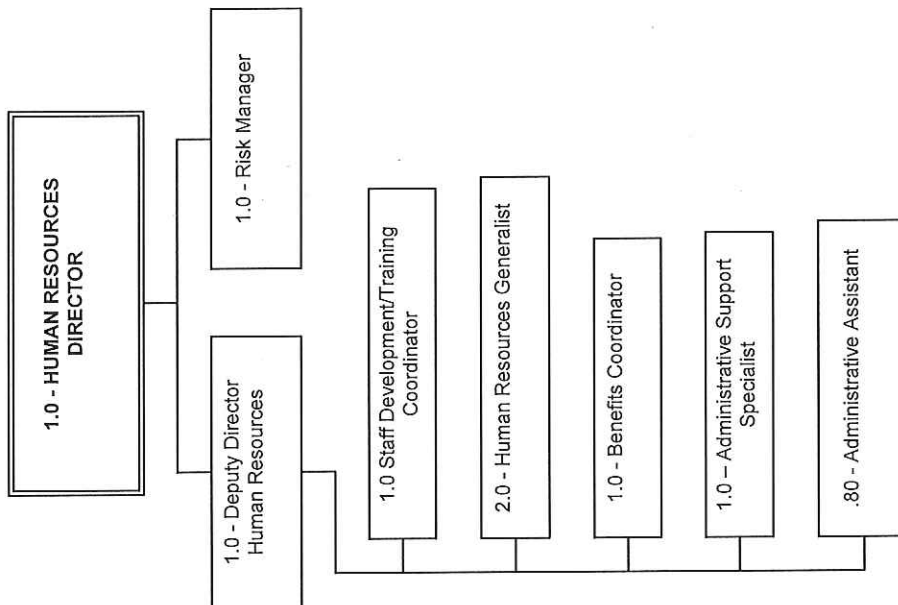 1.0 - HUMAN RESOURCES
DIRECTOR
1.0 - Deputy Director
Human Resources
1.0 - Risk Manager
1.0 Staff Development/Training
Coordinator
2.0 - Human Resources Generalist
1.0 - Benefits Coordinator
1.0 – Administrative Support
Specialist
.80 - Administrative Assistant